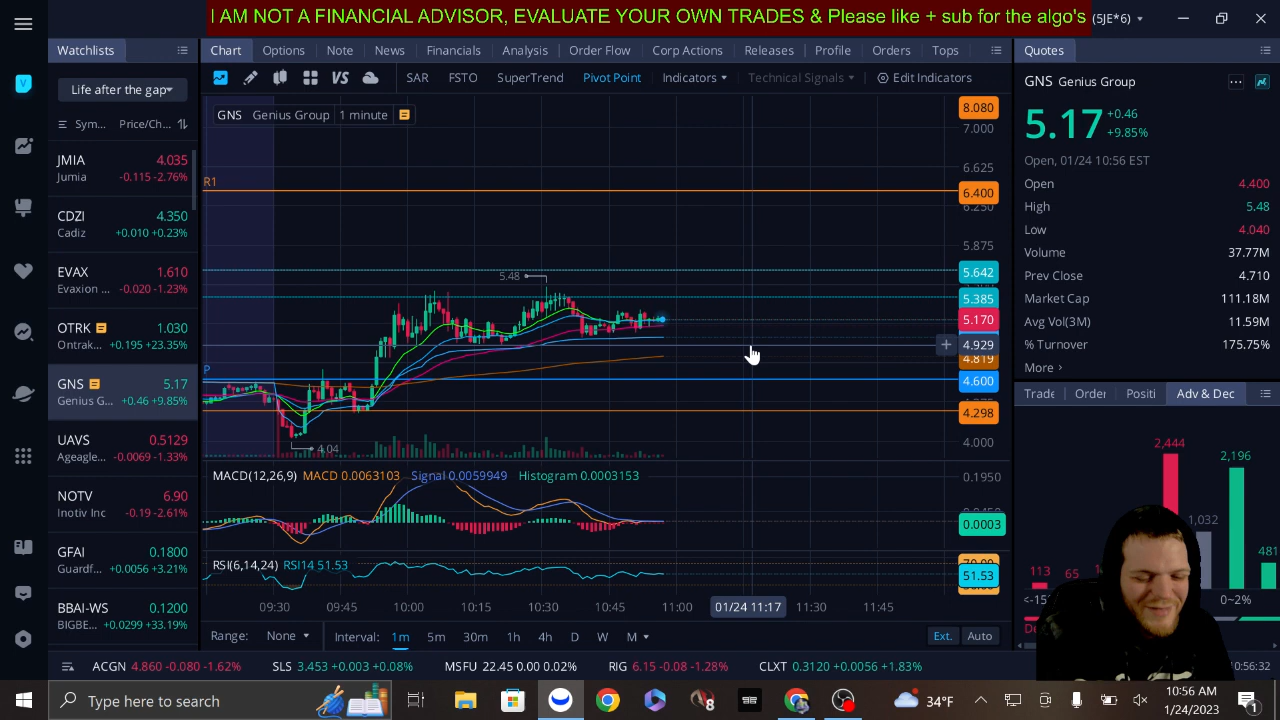 I AM NOT A FINANCIAL ADVISOR, EVALUATE YOUR OWN TRADES & Please like + sub for the algo's
(5JE*6)
Watchlists
Chart Options Note News Financials Analysis Order Flow Corp Actions Releases Profile Orders Tops
Quotes
SAR FSTO SuperTrend Pivot Point Indicators Technical Signals Edit Indicators
GNS Genius Group
Life after the gap
GNS Genius Group 1 minute
5.17 +0.46
+9.85%
Sym... Price/Ch...
Open, 01/24 10:56 EST
JMIA 4.035
Jumia -0.115 -2.76%
CDZI 4.350
Cadiz +0.010 +0.23%
EVAX 1.610
Evaxion ... -0.020 -1.23%
OTRK 1.030
Ontrak... +0.195 +23.35%
GNS 5.17
Genius G... +0.46 +9.85%
UAVS 0.5129
Ageagle... -0.0069 -1.33%
NOTV 6.90
Inotiv Inc -0.19 -2.61%
GFAI 0.1800
Guardf... +0.0056 +3.21%
BBAI-WS 0.1200
BIGBE... +0.0299 +33.19%
R1
P
5.48
4.04
8.080
7.000
6.625
6.400
6.250
5.875
5.642
5.385
5.170
4.929
4.819
4.600
4.298
4.000
MACD(12,26,9) MACD 0.0063103 Signal 0.0059949 Histogram 0.0003153
0.1950
0.0003
RSI(6,14,24) RSI14 51.53
51.53
09:30 09:45 10:00 10:15 10:30 10:45 11:00 01/24 11:17 11:30 11:45
Range: None Interval: 1m 5m 30m 1h 4h D W M Ext. Auto
Open 4.400
High 5.48
Low 4.040
Volume 37.77M
Prev Close 4.710
Market Cap 111.18M
Avg Vol(3M) 11.59M
% Turnover 175.75%
More
Trade Order Positi Adv & Dec
2,444
2,196
1,032
481
113
65
0~2%
ACGN 4.860 -0.080 -1.62% SLS 3.453 +0.003 +0.08% MSFU 22.45 0.00 0.02% RIG 6.15 -0.08 -1.28% CLXT 0.3120 +0.0056 +1.83%
10:56:32
Type here to search
34°F
10:56 AM
1/24/2023